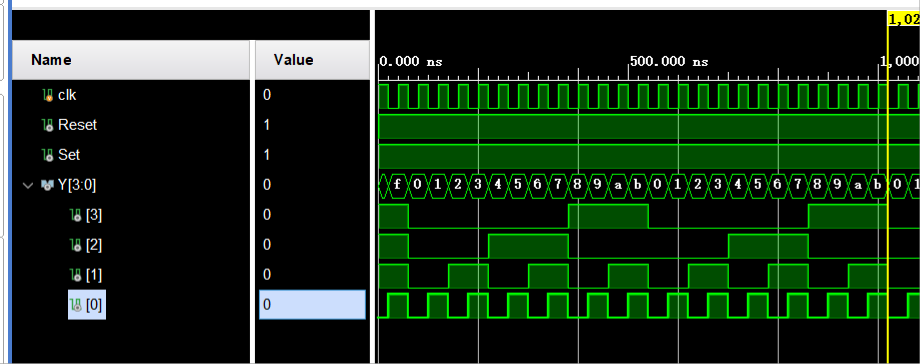 1,02
Name Value
0.000 ns 500.000 ns 1,000
clk 0
Reset 1
Set 1
Y[3:0] 0 f 0 1 2 3 4 5 6 7 8 9 a b 0 1 2 3 4 5 6 7 8 9 a b 0 1
[3] 0
[2] 0
[1] 0
[0] 0